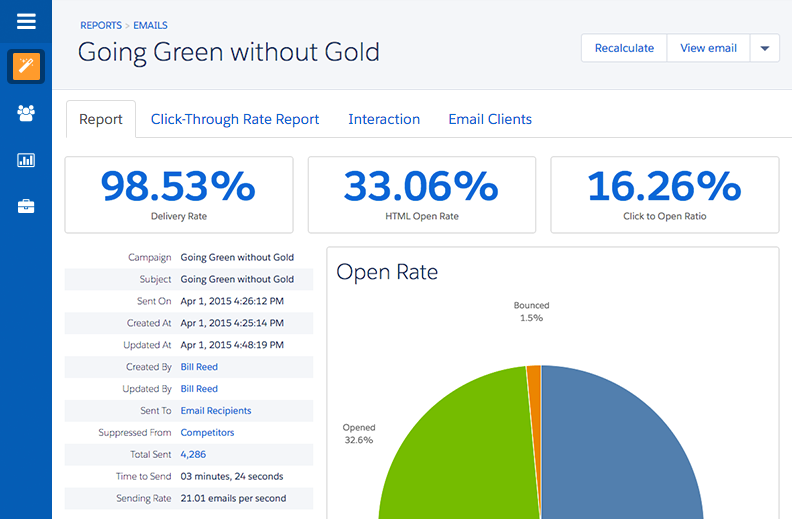 REPORTS > EMAILS
Going Green without Gold
Recalculate
View email
Report
Click-Through Rate Report
Interaction
Email Clients
98.53%
Delivery Rate
33.06%
HTML Open Rate
16.26%
Click to Open Ratio
Campaign Going Green without Gold
Subject Going Green without Gold
Sent On Apr 1, 2015 4:26:12 PM
Created At Apr 1, 2015 4:25:14 PM
Updated At Apr 1, 2015 4:48:19 PM
Created By Bill Reed
Updated By Bill Reed
Sent To Email Recipients
Suppressed From Competitors
Total Sent 4,286
Time to Send 03 minutes, 24 seconds
Sending Rate 21.01 emails per second
Open Rate
Bounced
1.5%
Opened
32.6%